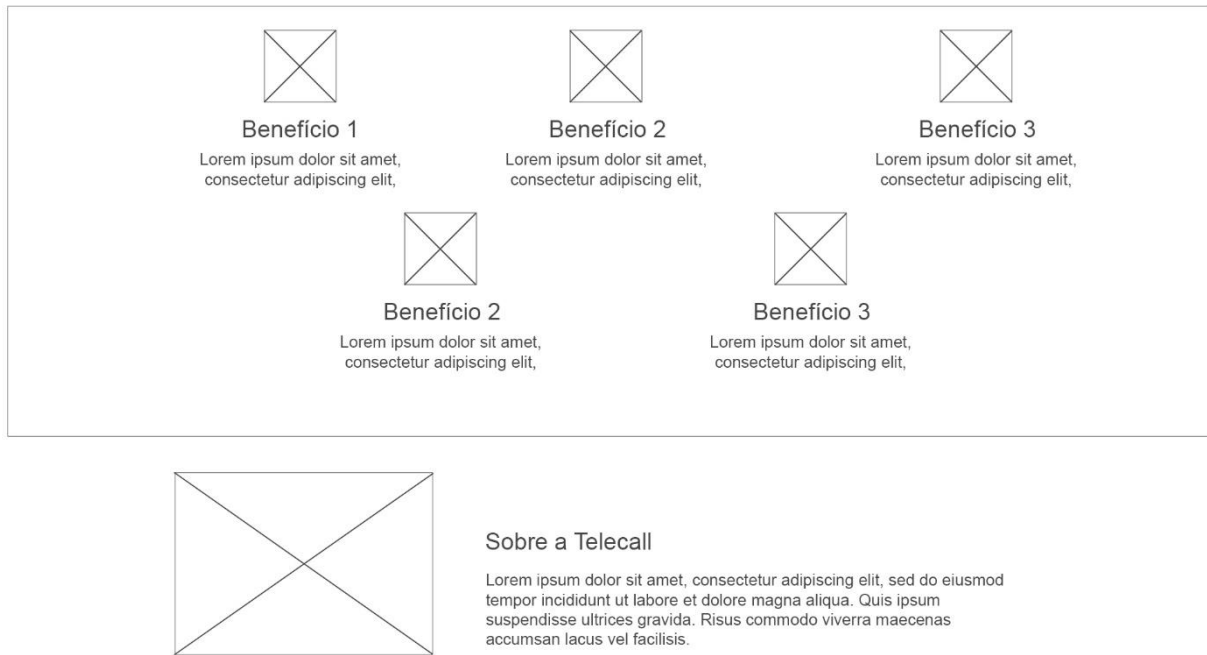 Benefício 1
Lorem ipsum dolor sit amet,
consectetur adipiscing elit,
Benefício 2
Lorem ipsum dolor sit amet,
consectetur adipiscing elit,
Benefício 3
Lorem ipsum dolor sit amet,
consectetur adipiscing elit,
Benefício 2
Lorem ipsum dolor sit amet,
consectetur adipiscing elit,
Benefício 3
Lorem ipsum dolor sit amet,
consectetur adipiscing elit,
Sobre a Telecall
Lorem ipsum dolor sit amet, consectetur adipiscing elit, sed do eiusmod
tempor incididunt ut labore et dolore magna aliqua. Quis ipsum
suspendisse ultrices gravida. Risus commodo viverra maecenas
accumsan lacus vel facilisis.